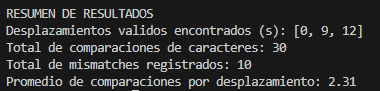 RESUMEN DE RESULTADOS
Desplazamientos validos encontrados (s): [0, 9, 12]
Total de comparaciones de caracteres: 30
Total de mismatches registrados: 10
Promedio de comparaciones por desplazamiento: 2.31